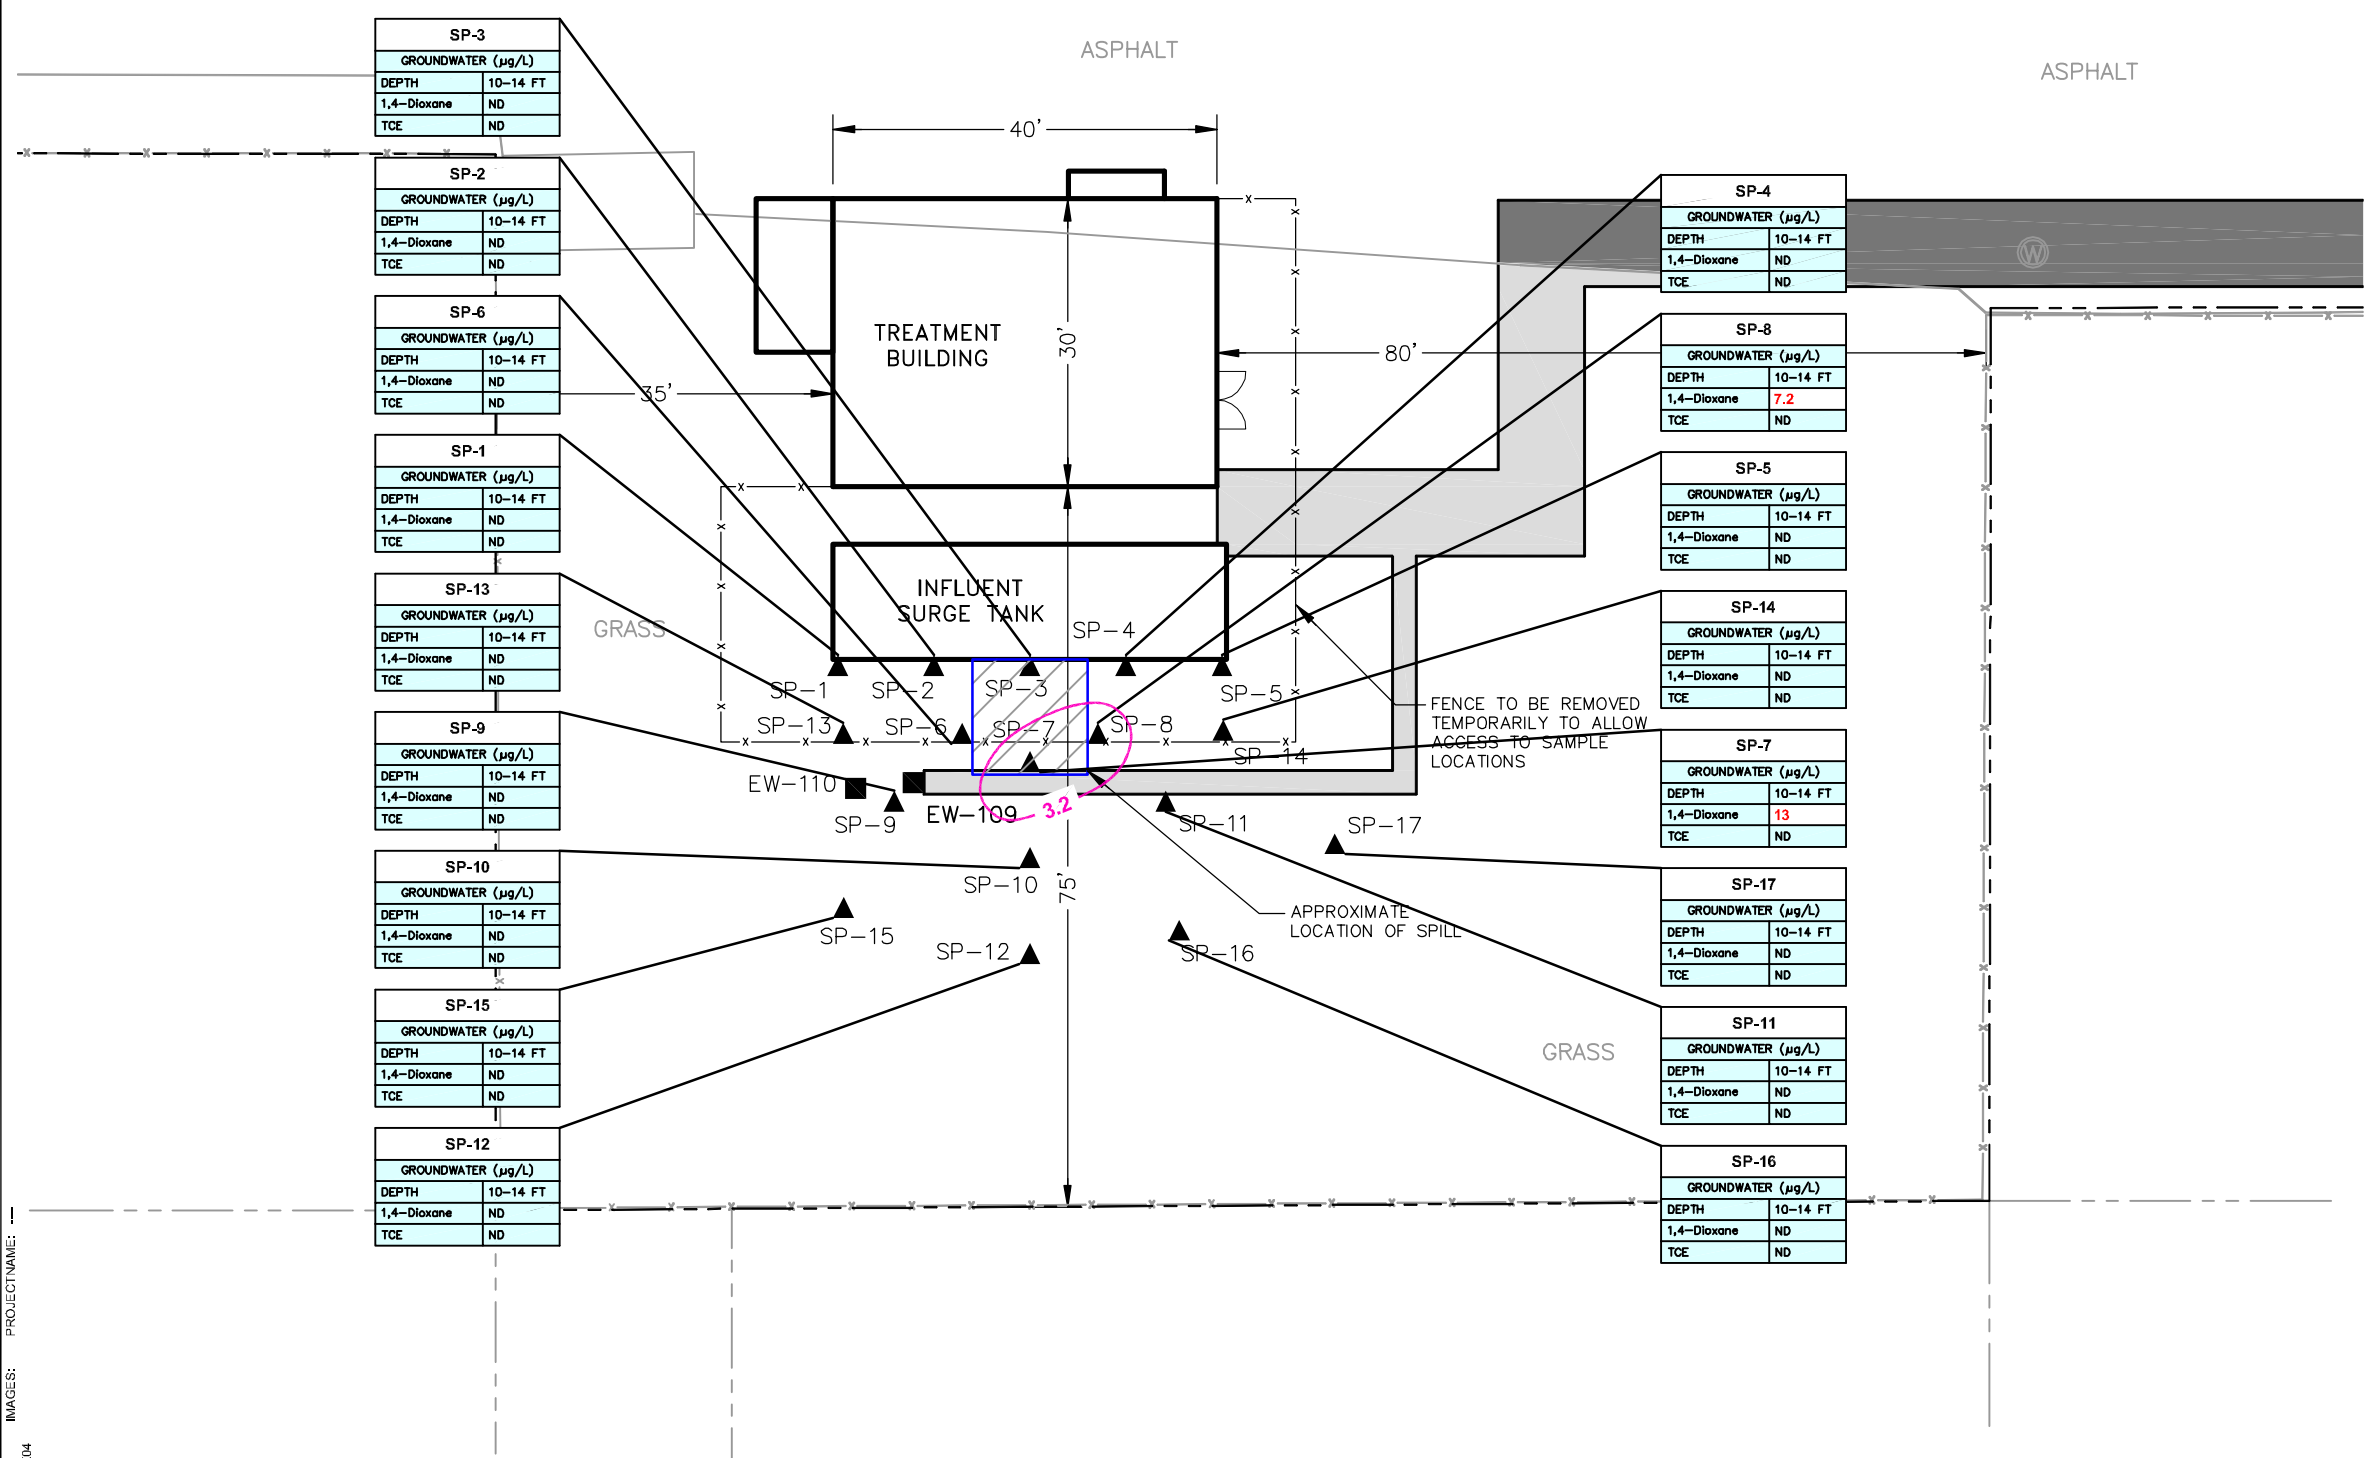 ASPHALT
ASPHALT
SP-3
GROUNDWATER (µg/L)
DEPTH 10-14 FT
1,4-Dioxane ND
TCE ND
SP-2
GROUNDWATER (µg/L)
DEPTH 10-14 FT
1,4-Dioxane ND
TCE ND
SP-6
GROUNDWATER (µg/L)
DEPTH 10-14 FT
1,4-Dioxane ND
TCE ND
SP-1
GROUNDWATER (µg/L)
DEPTH 10-14 FT
1,4-Dioxane ND
TCE ND
SP-13
GROUNDWATER (µg/L)
DEPTH 10-14 FT
1,4-Dioxane ND
TCE ND
SP-9
GROUNDWATER (µg/L)
DEPTH 10-14 FT
1,4-Dioxane ND
TCE ND
SP-10
GROUNDWATER (µg/L)
DEPTH 10-14 FT
1,4-Dioxane ND
TCE ND
SP-15
GROUNDWATER (µg/L)
DEPTH 10-14 FT
1,4-Dioxane ND
TCE ND
SP-12
GROUNDWATER (µg/L)
DEPTH 10-14 FT
1,4-Dioxane ND
TCE ND
40'
TREATMENT
BUILDING
30'
35'
80'
W
INFLUENT
SURGE TANK
GRASS
SP-4
SP-1
SP-2
SP-3
SP-5
SP-13
SP-6
SP-7
SP-8
SP-14
EW-110
EW-109
3.2
SP-9
SP-11
SP-17
SP-10
75'
SP-15
SP-12
SP-16
FENCE TO BE REMOVED
TEMPORARILY TO ALLOW
ACCESS TO SAMPLE
LOCATIONS
APPROXIMATE
LOCATION OF SPILL
GRASS
SP-4
GROUNDWATER (µg/L)
DEPTH 10-14 FT
1,4-Dioxane ND
TCE ND
SP-8
GROUNDWATER (µg/L)
DEPTH 10-14 FT
1,4-Dioxane 7.2
TCE ND
SP-5
GROUNDWATER (µg/L)
DEPTH 10-14 FT
1,4-Dioxane ND
TCE ND
SP-14
GROUNDWATER (µg/L)
DEPTH 10-14 FT
1,4-Dioxane ND
TCE ND
SP-7
GROUNDWATER (µg/L)
DEPTH 10-14 FT
1,4-Dioxane 13
TCE ND
SP-17
GROUNDWATER (µg/L)
DEPTH 10-14 FT
1,4-Dioxane ND
TCE ND
SP-11
GROUNDWATER (µg/L)
DEPTH 10-14 FT
1,4-Dioxane ND
TCE ND
SP-16
GROUNDWATER (µg/L)
DEPTH 10-14 FT
1,4-Dioxane ND
TCE ND
IMAGES: PROJECTNAME: ---